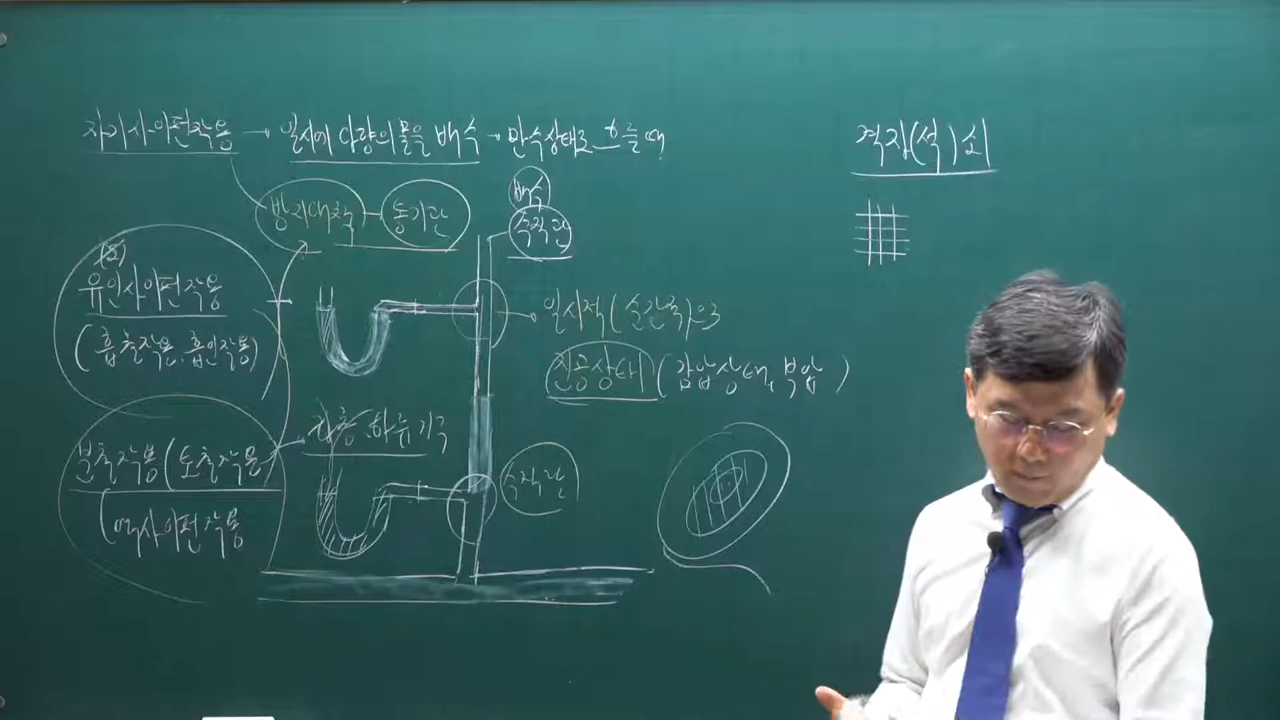 자기사이펀작용 → 일시에 다량의 물을 배수 → 만수상태로 흐를 때
방지대책 - 통기관
배수
수직관
(2)
유인사이펀작용
(흡출작용, 흡인작용)
일시적(순간적)으로
진공상태 (감압상태, 부압)
하류기구
분출작용(토출작용)
(역사이펀작용
수직관
격자(석)쇠